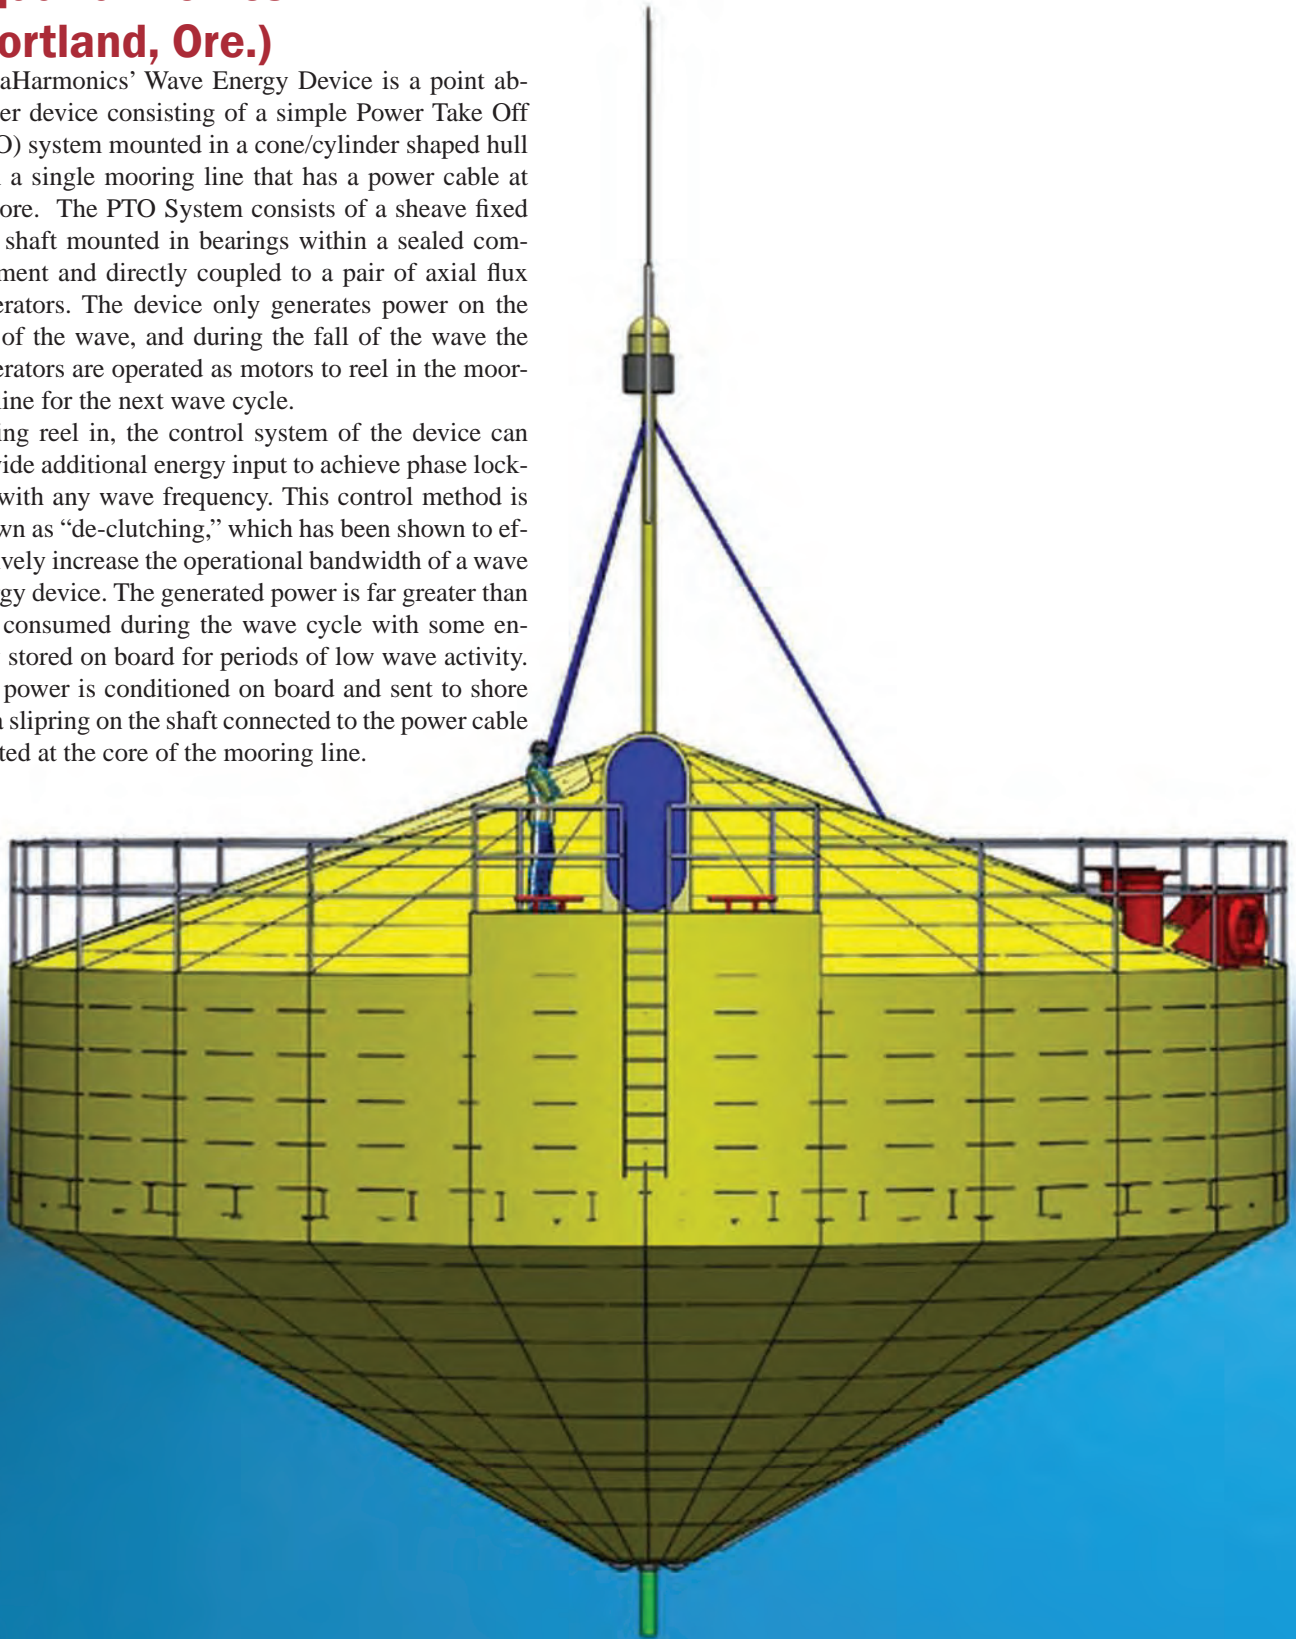 ortland, Ore.)
aHarmonics’ Wave Energy Device is a point ab-
er device consisting of a simple Power Take Off
O) system mounted in a cone/cylinder shaped hull
a single mooring line that has a power cable at
ore. The PTO System consists of a sheave fixed
shaft mounted in bearings within a sealed com-
ment and directly coupled to a pair of axial flux
erators. The device only generates power on the
of the wave, and during the fall of the wave the
erators are operated as motors to reel in the moor-
line for the next wave cycle.
ing reel in, the control system of the device can
vide additional energy input to achieve phase lock-
with any wave frequency. This control method is
wn as “de-clutching,” which has been shown to ef-
ively increase the operational bandwidth of a wave
gy device. The generated power is far greater than
consumed during the wave cycle with some en-
stored on board for periods of low wave activity.
power is conditioned on board and sent to shore
a slipring on the shaft connected to the power cable
ted at the core of the mooring line.